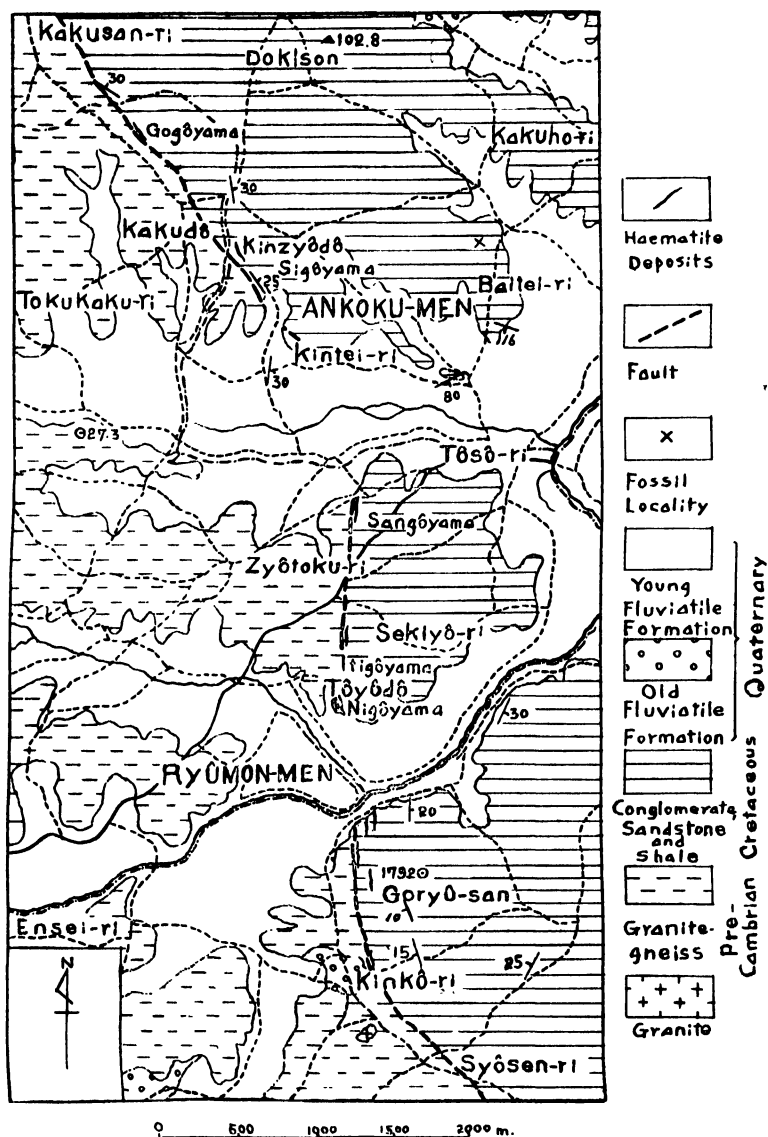 Kakusan-ri
▲102.8
Dokison
30
Gogôyama
Kakuho-ri
30
Kakudô
Kinzyôdô
Sigôyama
25
Baitei-ri
TokuKaku-ri
ANKOKU-MEN
16
Kintei-ri
30
80
⊙27.3
Tôsô-ri
Sangôyama
Zyôtoku-ri
Sekiyô-ri
Itigôyama
Tôyôdô
Nigôyama
30
RYÛMON-MEN
20
179.2⊙
Goryû-san
10
Ensei-ri
15
25
Kinkô-ri
N
Syôsen-ri
0 500 1000 1500 2000 m.
Haematite
Deposits
Fault
Fossil
Locality
Young
Fluviatile
Formation
Old
Fluviatile
Formation
Quaternary
Conglomerate,
Sandstone
and
Shale
Cretaceous
Granite-
gneiss
Pre-
Cambrian
Granite